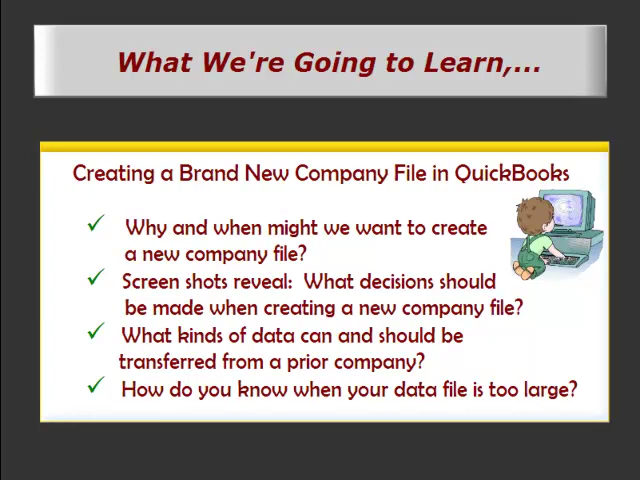 What We're Going to Learn,...
Creating a Brand New Company File in QuickBooks
Why and when might we want to create
a new company file?
Screen shots reveal: What decisions should
be made when creating a new company file?
What kinds of data can and should be
transferred from a prior company?
How do you know when your data file is too large?